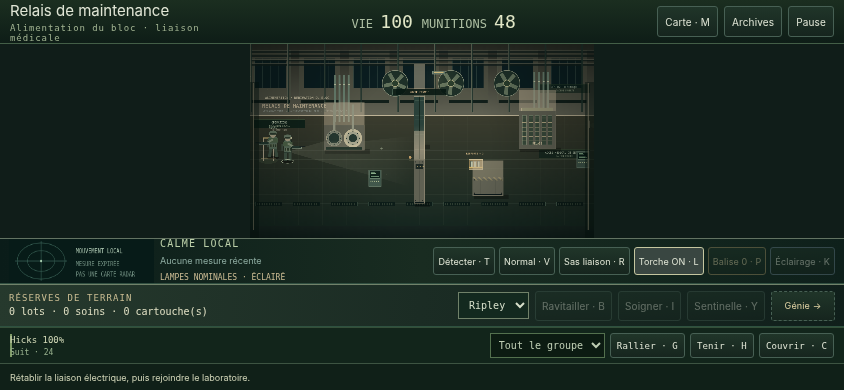 Relais de maintenance
Alimentation du bloc · liaison
médicale
VIE 100 MUNITIONS 48
Carte · M
Archives
Pause
RELAIS DE MAINTENANCE
MOUVEMENT LOCAL
MESURE EXPIRÉE
PAS UNE CARTE RADAR
CALME LOCAL
Aucune mesure récente
LAMPES NOMINALES · ÉCLAIRÉ
Détecter · T
Normal · V
Sas liaison · R
Torche ON · L
Balise 0 · P
Éclairage · K
RÉSERVES DE TERRAIN
0 lots · 0 soins · 0 cartouche(s)
Ripley
Ravitailler · B
Soigner · I
Sentinelle · Y
Génie →
Hicks 100%
Suit · 24
Tout le groupe
Rallier · G
Tenir · H
Couvrir · C
Rétablir la liaison électrique, puis rejoindre le laboratoire.